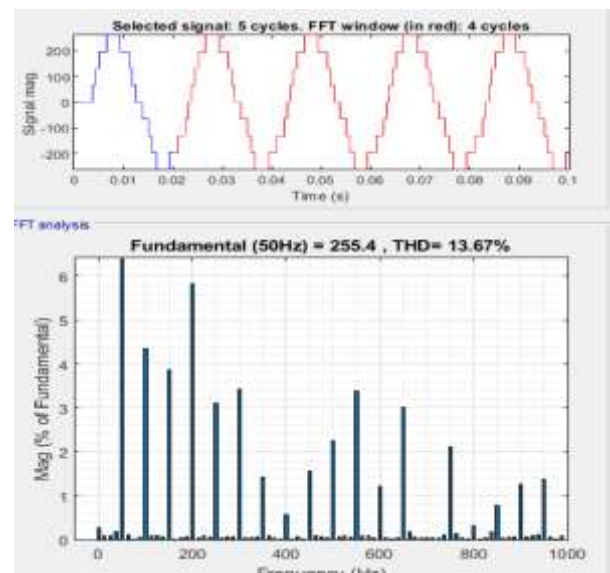 Selected signal: 5 cycles. FFT window (in red): 4 cycles
200
100
0
-100
-200
Signal mag.
0 0.01 0.02 0.03 0.04 0.05 0.06 0.07 0.08 0.09 0.1
Time (s)
FFT analysis
Fundamental (50Hz) = 255.4 , THD= 13.67%
6
5
4
3
2
1
0
Mag (% of Fundamental)
0 200 400 600 800 1000
Frequency (Hz)